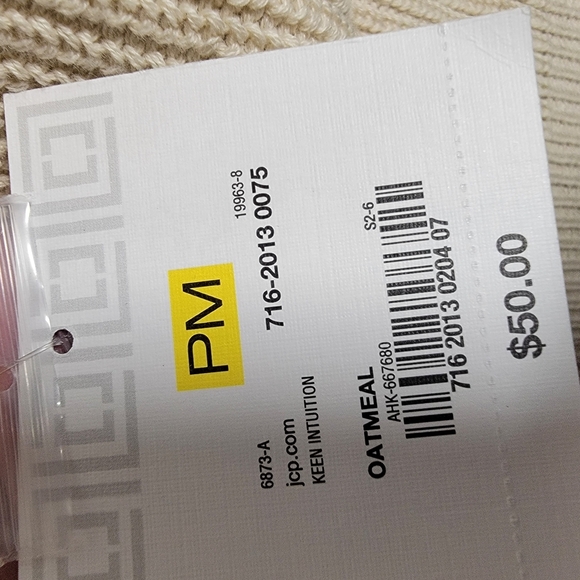 PM
19963-8
716-2013 0075
6873-A
jcp.com
KEEN INTUITION
S2-6
OATMEAL
AHK-667680
716 2013 0204 07
$50.00